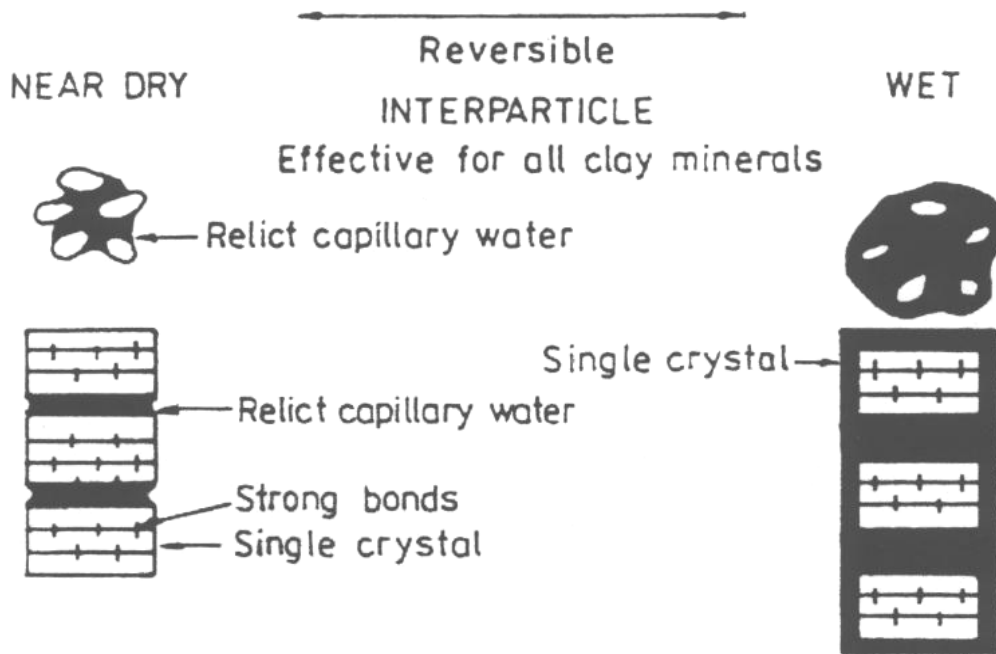 Reversible
NEAR DRY
WET
INTERPARTICLE
Effective for all clay minerals
Relict capillary water
Single crystal
Relict capillary water
Strong bonds
Single crystal